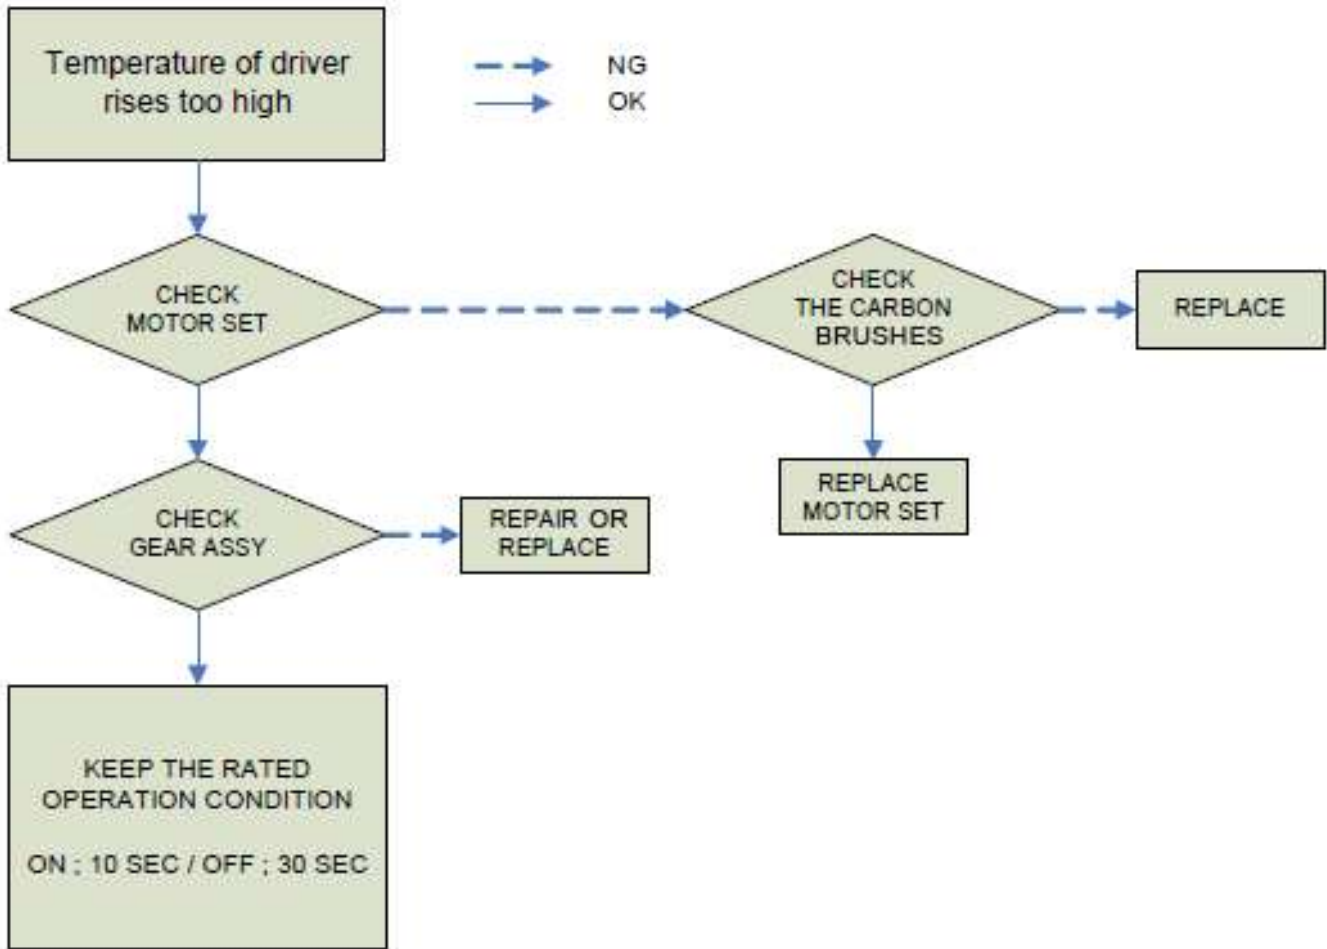 Temperature of driver
rises too high
NG
OK
CHECK
MOTOR SET
CHECK
THE CARBON
BRUSHES
REPLACE
REPLACE
MOTOR SET
CHECK
GEAR ASSY
REPAIR OR
REPLACE
KEEP THE RATED
OPERATION CONDITION
ON ; 10 SEC / OFF ; 30 SEC